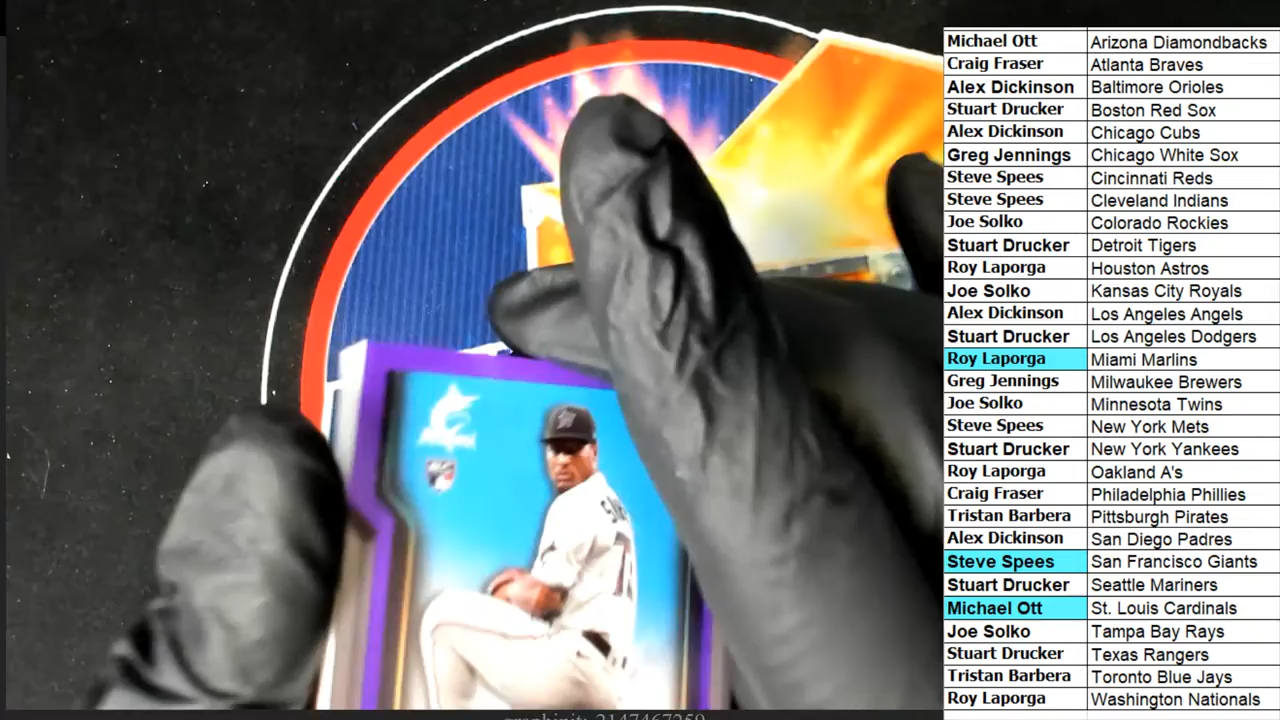 Michael Ott Arizona Diamondbacks
Craig Fraser Atlanta Braves
Alex Dickinson Baltimore Orioles
Stuart Drucker Boston Red Sox
Alex Dickinson Chicago Cubs
Greg Jennings Chicago White Sox
Steve Spees Cincinnati Reds
Steve Spees Cleveland Indians
Joe Solko Colorado Rockies
Stuart Drucker Detroit Tigers
Roy Laporga Houston Astros
Joe Solko Kansas City Royals
Alex Dickinson Los Angeles Angels
Stuart Drucker Los Angeles Dodgers
Roy Laporga Miami Marlins
Greg Jennings Milwaukee Brewers
Joe Solko Minnesota Twins
Steve Spees New York Mets
Stuart Drucker New York Yankees
Roy Laporga Oakland A's
Craig Fraser Philadelphia Phillies
Tristan Barbera Pittsburgh Pirates
Alex Dickinson San Diego Padres
Steve Spees San Francisco Giants
Stuart Drucker Seattle Mariners
Michael Ott St. Louis Cardinals
Joe Solko Tampa Bay Rays
Stuart Drucker Texas Rangers
Tristan Barbera Toronto Blue Jays
Roy Laporga Washington Nationals